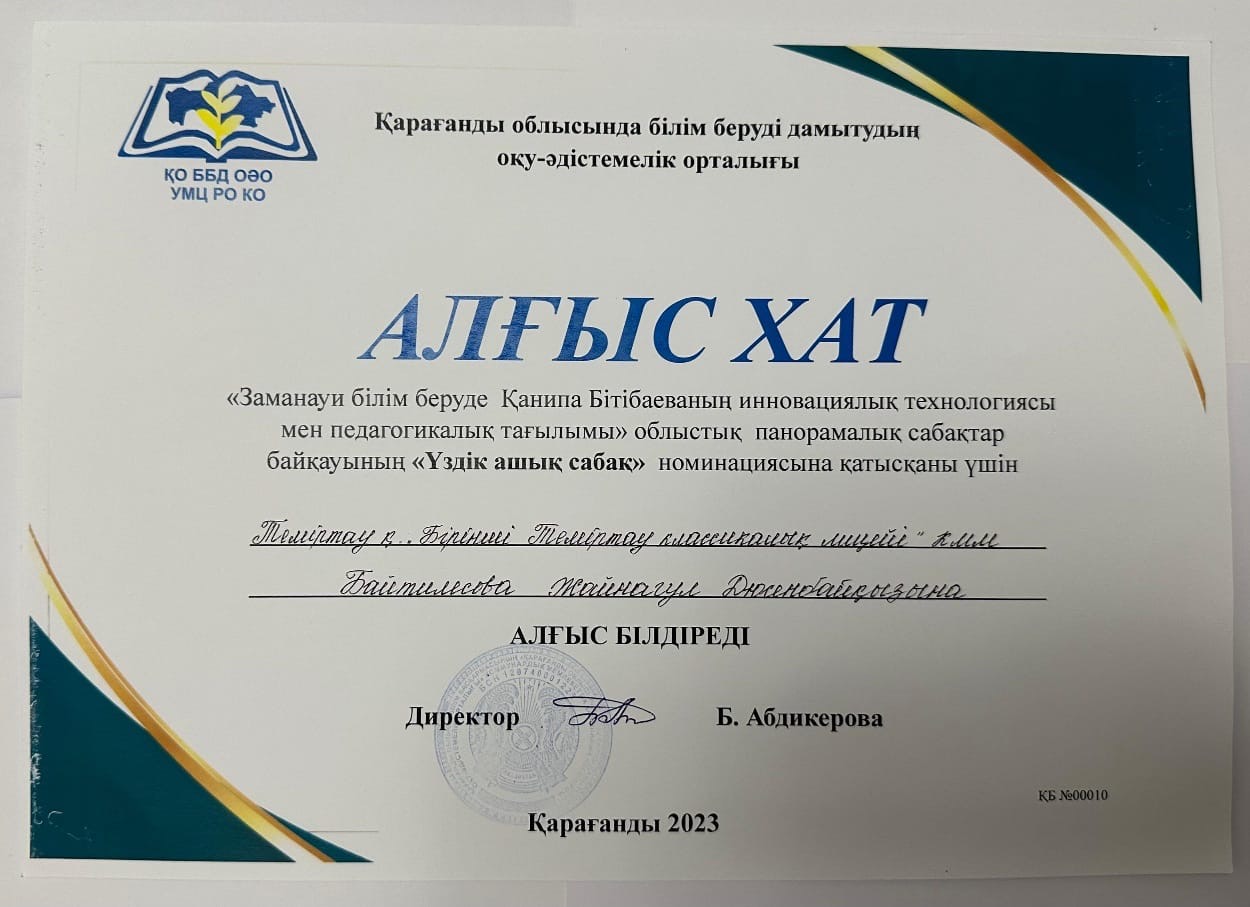 ҚО ББД ОӘО
УМЦ РО КО
Қарағанды облысында білім беруді дамытудың
оқу-әдістемелік орталығы
АЛҒЫС ХАТ
«Заманауи білім беруде Қанипа Бітібаеваның инновациялық технологиясы
мен педагогикалық тағылымы» облыстық панорамалық сабақтар
байқауының «Үздік ашық сабақ» номинациясына қатысқаны үшін
Теміртау қ. „Бірінші Теміртау классикалық лицейі" КММ
Байтилесова Жайнагул Дюсенбайқызына
АЛҒЫС БІЛДІРЕДІ
Директор Б. Абдикерова
ҚБ №00010
Қарағанды 2023